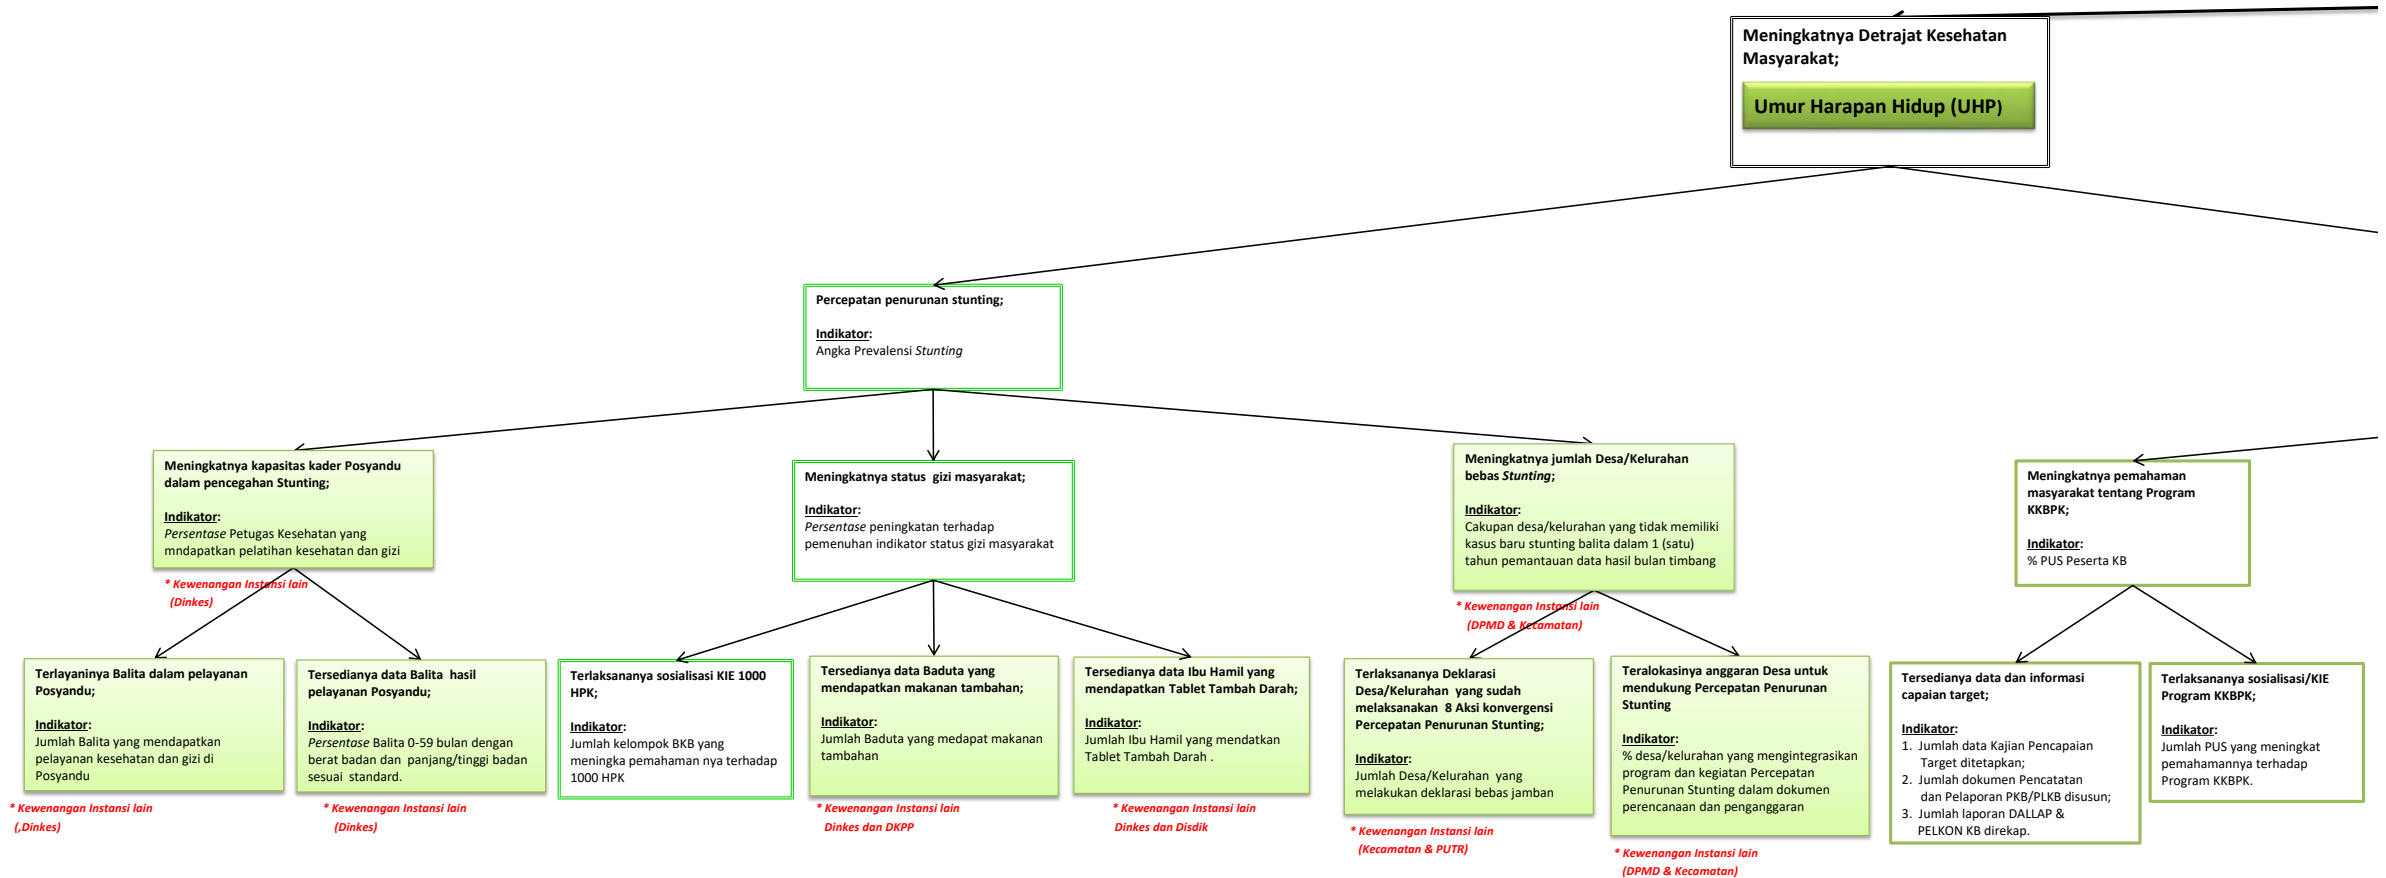 Meningkatnya Detrajat Kesehatan
Masyarakat;
Umur Harapan Hidup (UHP)
Percepatan penurunan stunting;
Indikator:
Angka Prevalensi Stunting
Meningkatnya kapasitas kader Posyandu
dalam pencegahan Stunting;
Indikator:
Persentase Petugas Kesehatan yang
mndapatkan pelatihan kesehatan dan gizi
* Kewenangan Instansi lain
(Dinkes)
Meningkatnya status  gizi masyarakat;
Indikator:
Persentase peningkatan terhadap
pemenuhan indikator status gizi masyarakat
Meningkatnya jumlah Desa/Kelurahan
bebas Stunting;
Indikator:
Cakupan desa/kelurahan yang tidak memiliki
kasus baru stunting balita dalam 1 (satu)
tahun pemantauan data hasil bulan timbang
* Kewenangan Instansi lain
(DPMD & Kecamatan)
Meningkatnya pemahaman
masyarakat tentang Program
KKBPK;
Indikator:
% PUS Peserta KB
Terlayaninya Balita dalam pelayanan
Posyandu;
Indikator:
Jumlah Balita yang mendapatkan
pelayanan kesehatan dan gizi di
Posyandu
* Kewenangan Instansi lain
(,Dinkes)
Tersedianya data Balita  hasil
pelayanan Posyandu;
Indikator:
Persentase Balita 0-59 bulan dengan
berat badan dan  panjang/tinggi badan
sesuai  standard.
* Kewenangan Instansi lain
(Dinkes)
Terlaksananya sosialisasi KIE 1000
HPK;
Indikator:
Jumlah kelompok BKB yang
meningka pemahaman nya terhadap
1000 HPK
Tersedianya data Baduta yang
mendapatkan makanan tambahan;
Indikator:
Jumlah Baduta yang medapat makanan
tambahan
* Kewenangan Instansi lain
Dinkes dan DKPP
Tersedianya data Ibu Hamil yang
mendapatkan Tablet Tambah Darah;
Indikator:
Jumlah Ibu Hamil yang mendatkan
Tablet Tambah Darah .
* Kewenangan Instansi lain
Dinkes dan Disdik
Terlaksananya Deklarasi
Desa/Kelurahan  yang sudah
melaksanakan  8 Aksi konvergensi
Percepatan Penurunan Stunting;
Indikator:
Jumlah Desa/Kelurahan  yang
melakukan deklarasi bebas jamban
* Kewenangan Instansi lain
(Kecamatan & PUTR)
Teralokasinya anggaran Desa untuk
mendukung Percepatan Penurunan
Stunting
Indikator:
% desa/kelurahan yang mengintegrasikan
program dan kegiatan Percepatan
Penurunan Stunting dalam dokumen
perencanaan dan penganggaran
* Kewenangan Instansi lain
(DPMD & Kecamatan)
Tersedianya data dan informasi
capaian target;
Indikator:
1. Jumlah data Kajian Pencapaian
Target ditetapkan;
2. Jumlah dokumen Pencatatan
dan Pelaporan PKB/PLKB disusun;
3. Jumlah laporan DALLAP &
PELKON KB direkap.
Terlaksananya sosialisasi/KIE
Program KKBPK;
Indikator:
Jumlah PUS yang meningkat
pemahamannya terhadap
Program KKBPK.